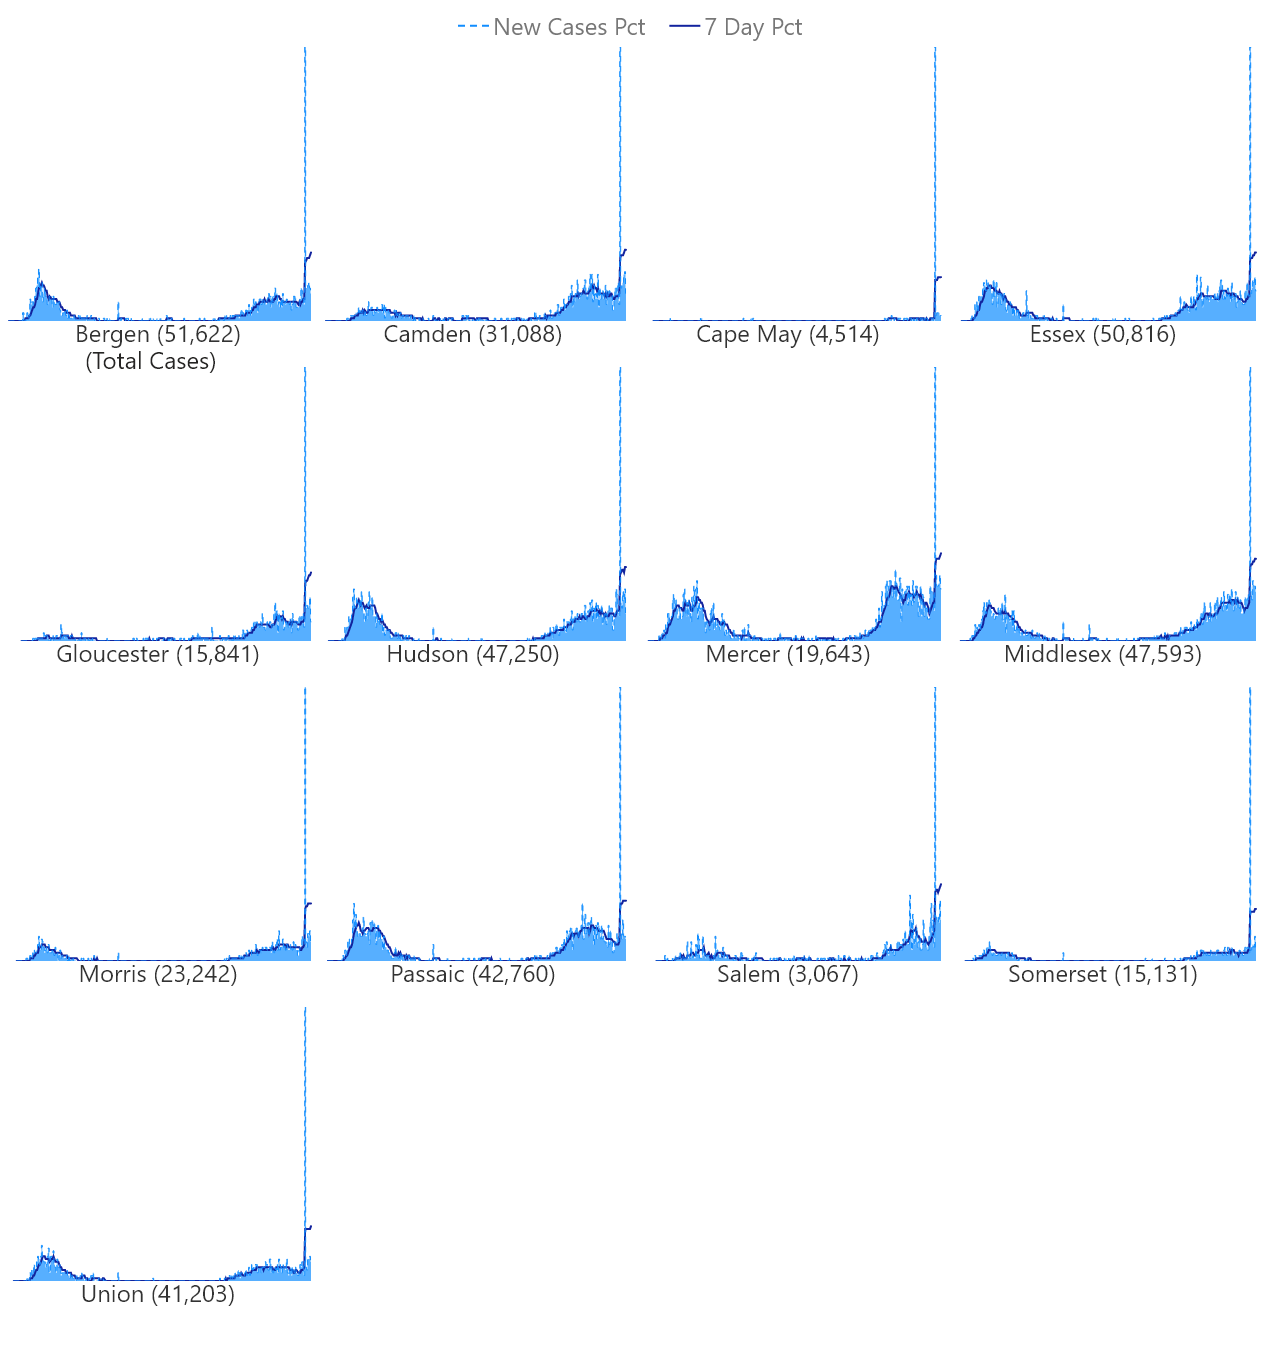 New Cases Pct 7 Day Pct
Bergen (51,622)
(Total Cases)
Camden (31,088)
Cape May (4,514)
Essex (50,816)
Gloucester (15,841)
Hudson (47,250)
Mercer (19,643)
Middlesex (47,593)
Morris (23,242)
Passaic (42,760)
Salem (3,067)
Somerset (15,131)
Union (41,203)